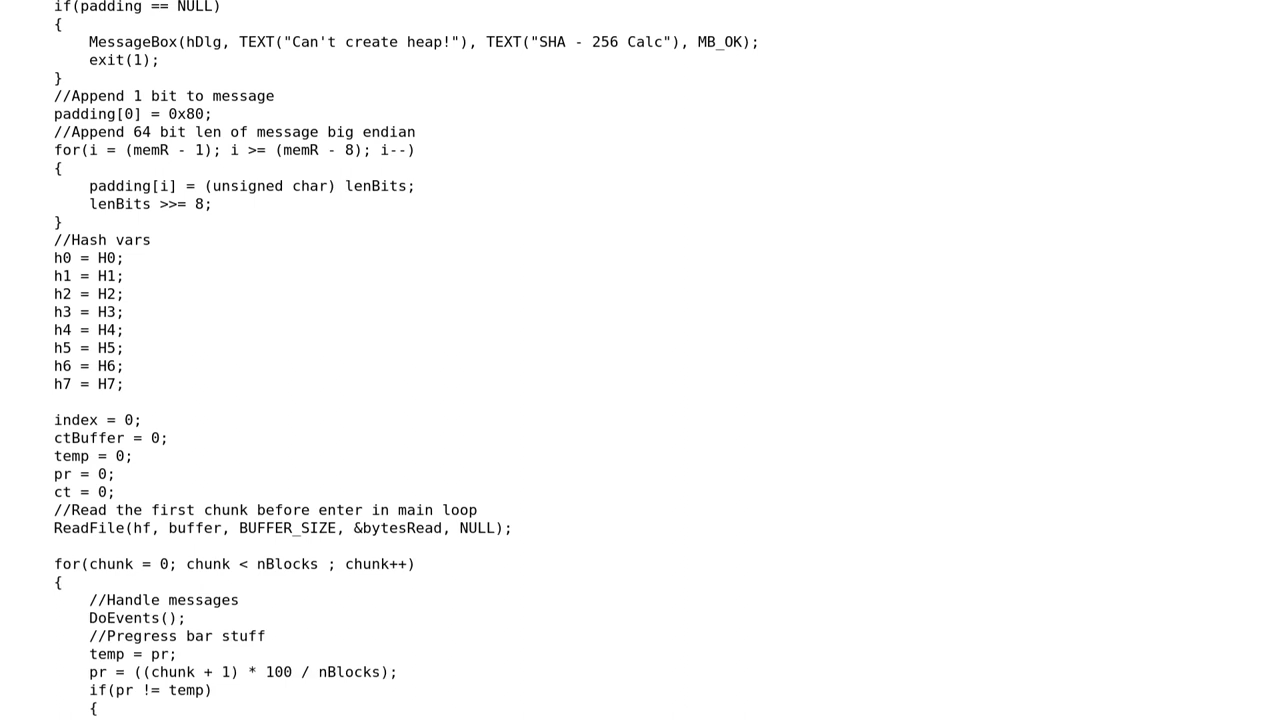 if(padding == NULL)
{
MessageBox(hDlg, TEXT("Can't create heap!"), TEXT("SHA - 256 Calc"), MB_OK);
exit(1);
}
//Append 1 bit to message
padding[0] = 0x80;
//Append 64 bit len of message big endian
for(i = (memR - 1); i >= (memR - 8); i--)
{
padding[i] = (unsigned char) lenBits;
lenBits >>= 8;
}
//Hash vars
h0 = H0;
h1 = H1;
h2 = H2;
h3 = H3;
h4 = H4;
h5 = H5;
h6 = H6;
h7 = H7;

index = 0;
ctBuffer = 0;
temp = 0;
pr = 0;
ct = 0;
//Read the first chunk before enter in main loop
ReadFile(hf, buffer, BUFFER_SIZE, &bytesRead, NULL);

for(chunk = 0; chunk < nBlocks ; chunk++)
{
//Handle messages
DoEvents();
//Pregress bar stuff
temp = pr;
pr = ((chunk + 1) * 100 / nBlocks);
if(pr != temp)
{